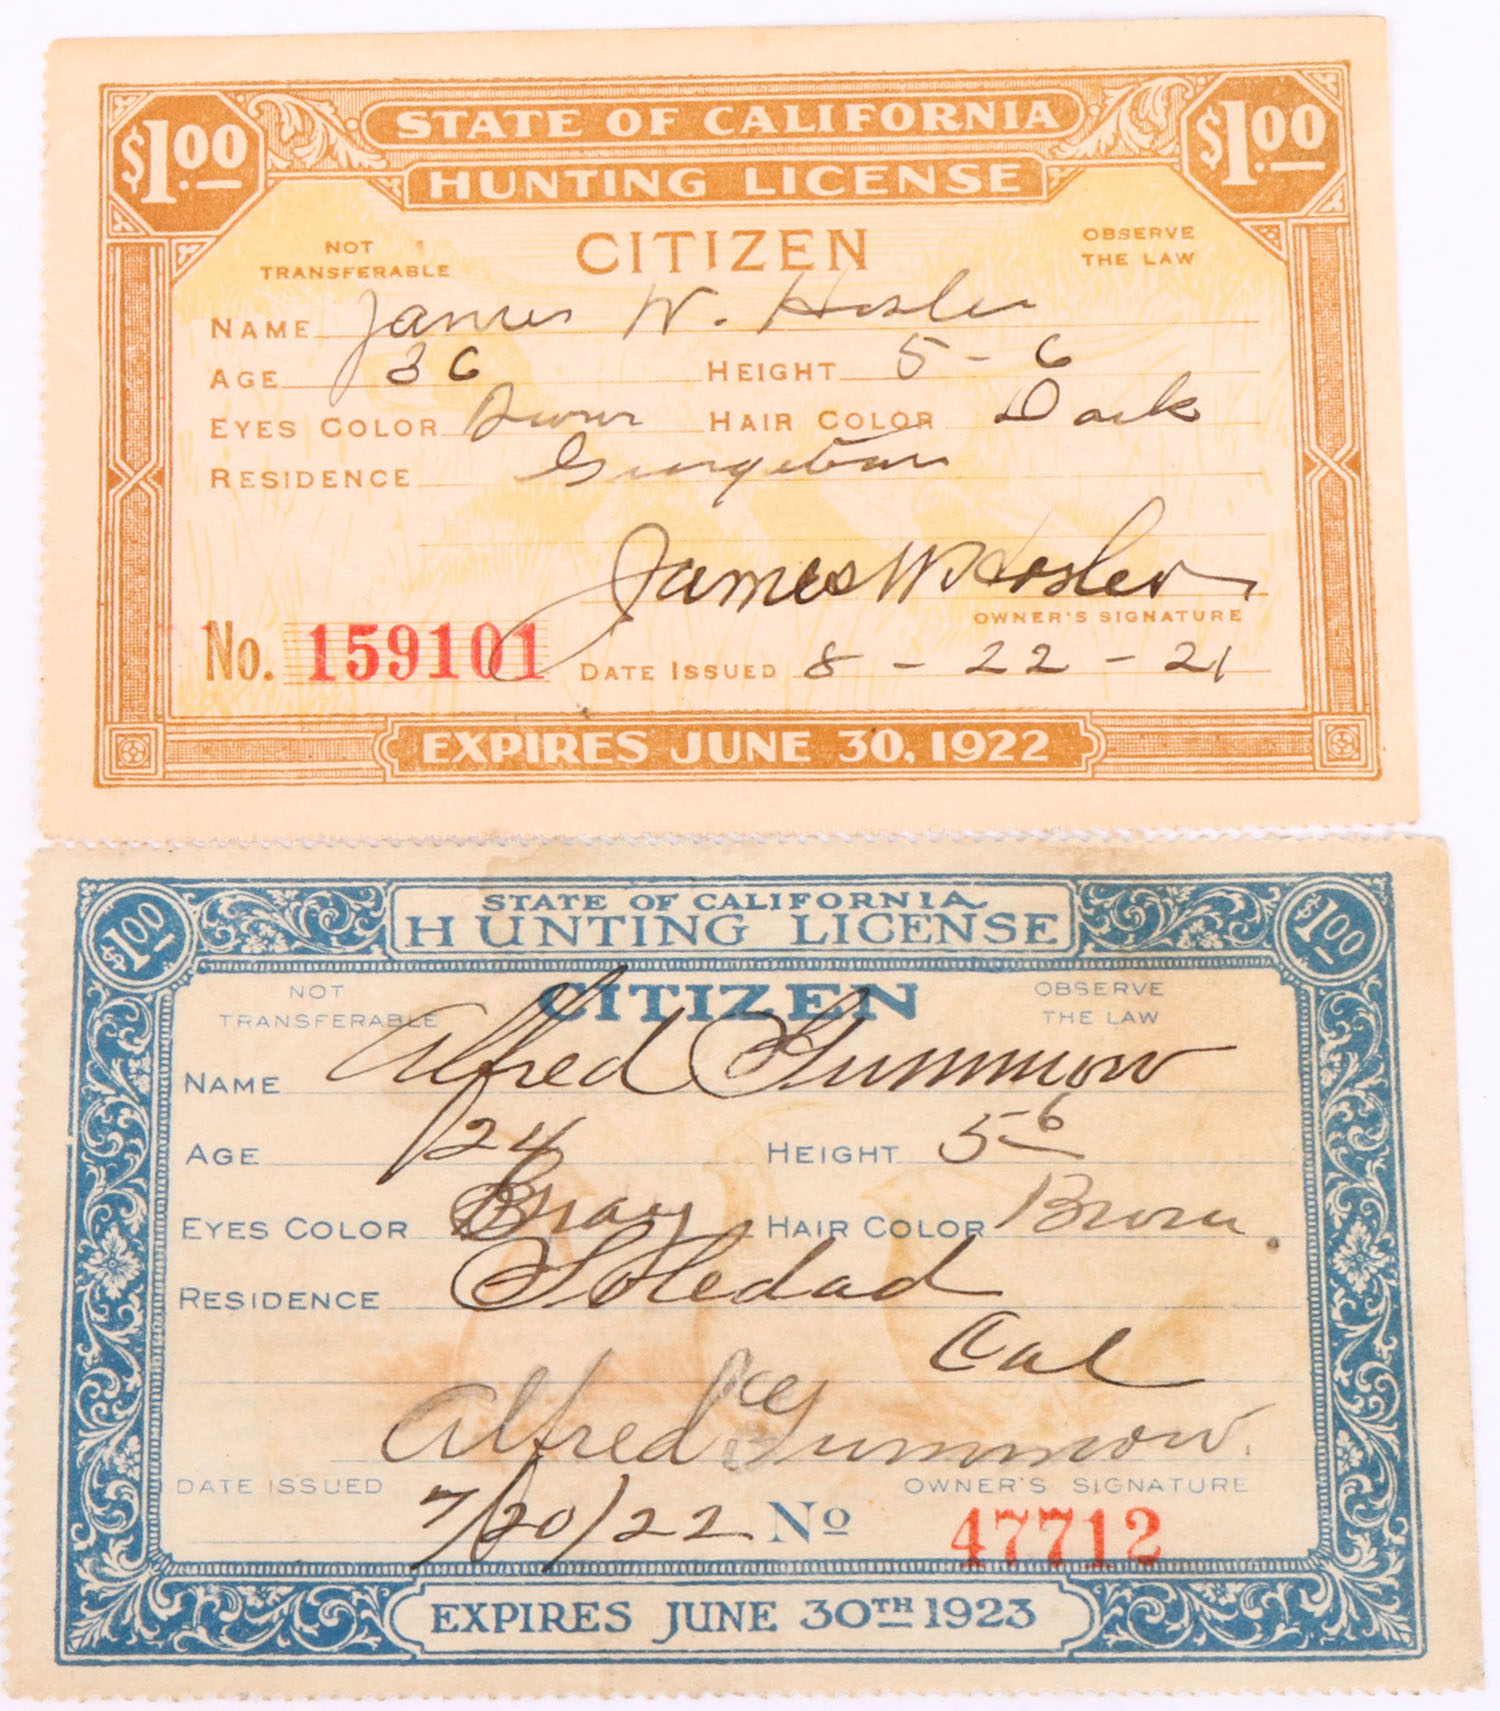 $1.00 STATE OF CALIFORNIA $1.00
HUNTING LICENSE
NOT TRANSFERABLE CITIZEN OBSERVE THE LAW
NAME James W. Hosler
AGE 36 HEIGHT 5-6
EYES COLOR HAIR COLOR Dark
RESIDENCE Georgetown
James W Hosler
OWNER'S SIGNATURE
No. 159101 DATE ISSUED 8-22-21
EXPIRES JUNE 30, 1922
$1.00 STATE OF CALIFORNIA $1.00
HUNTING LICENSE
NOT TRANSFERABLE CITIZEN OBSERVE THE LAW
NAME Alfred
AGE 24 HEIGHT 5-6
EYES COLOR HAIR COLOR Brown
RESIDENCE Soledad
Cal
Alfred
DATE ISSUED OWNER'S SIGNATURE
7/20/22 No 47712
EXPIRES JUNE 30TH 1923